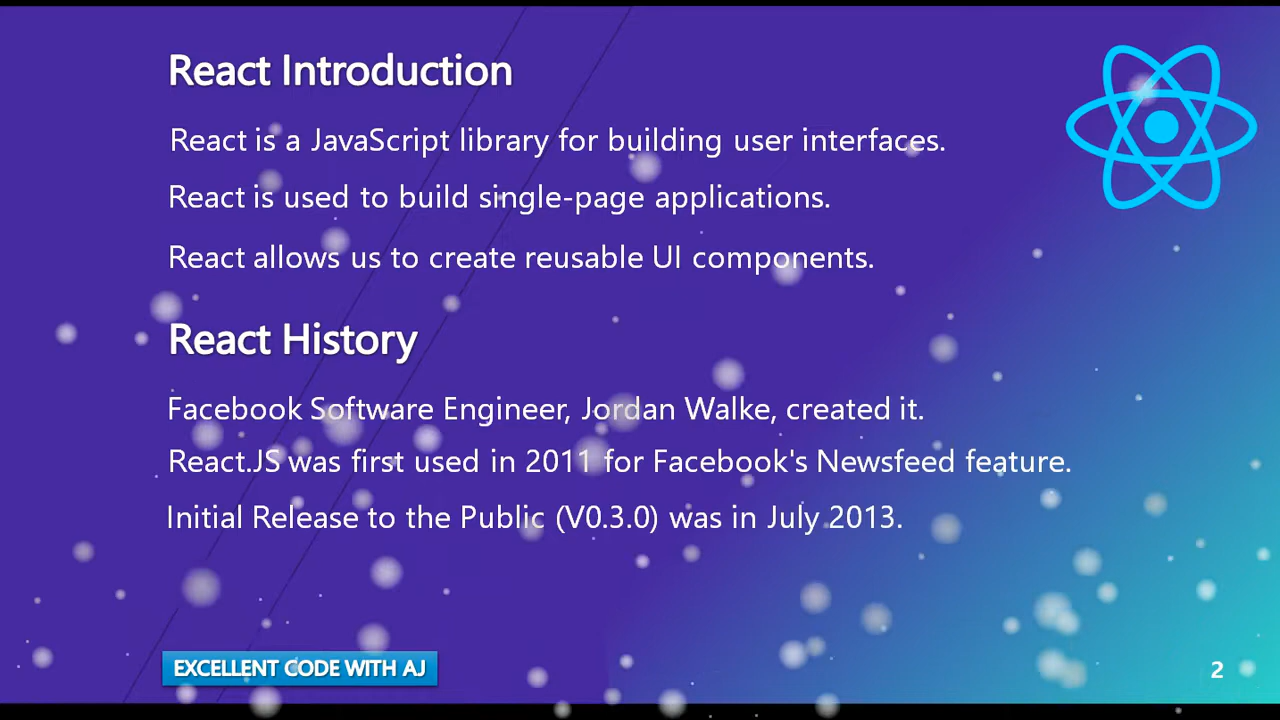 React Introduction
React is a JavaScript library for building user interfaces.
React is used to build single-page applications.
React allows us to create reusable UI components.
React History
Facebook Software Engineer, Jordan Walke, created it.
React.JS was first used in 2011 for Facebook's Newsfeed feature.
Initial Release to the Public (V0.3.0) was in July 2013.
EXCELLENT CODE WITH AJ
2